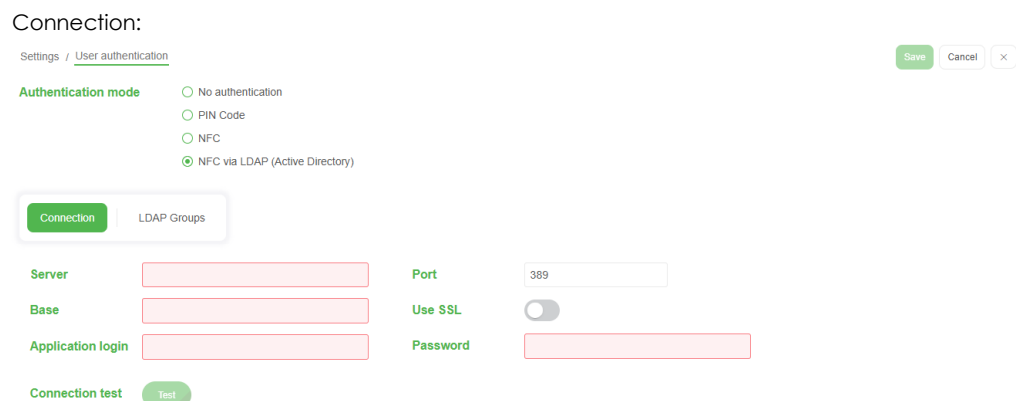 Connection:
Settings / User authentication
Save Cancel ×
Authentication mode
No authentication
PIN Code
NFC
NFC via LDAP (Active Directory)
Connection LDAP Groups
Server Port 389
Base Use SSL
Application login Password
Connection test Test